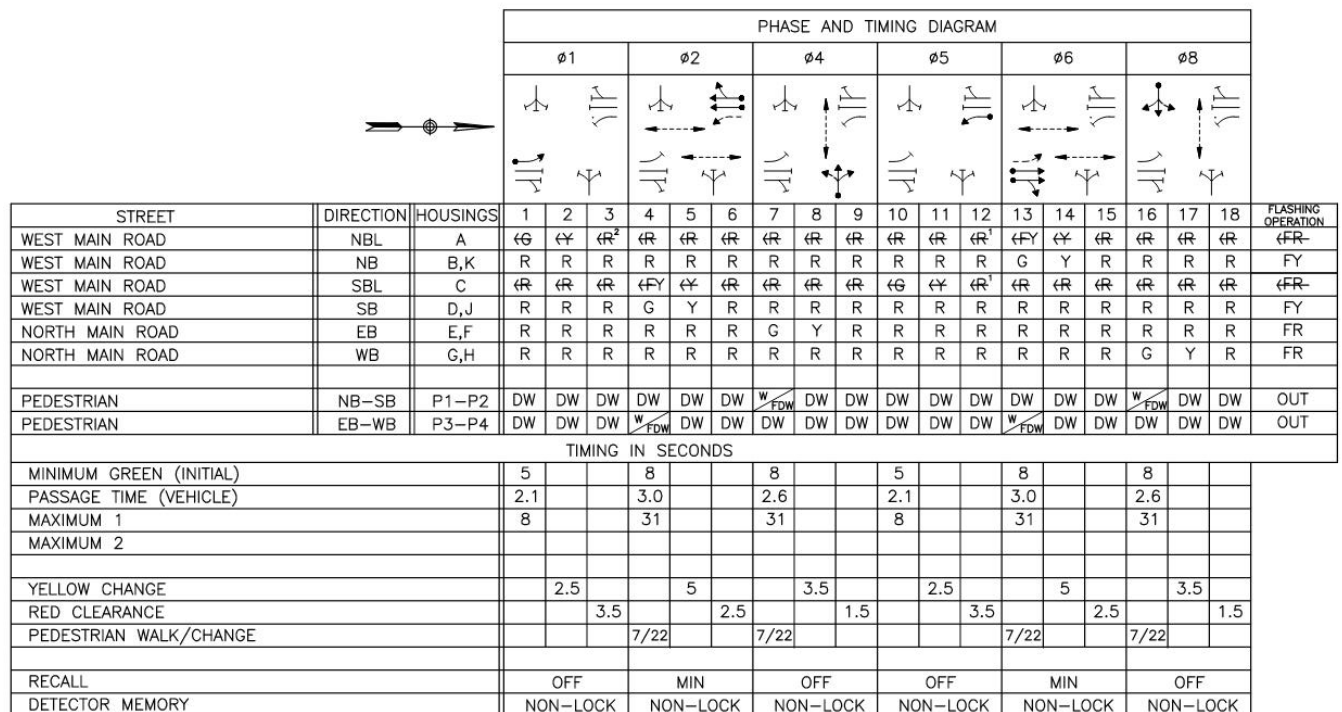 PHASE AND TIMING DIAGRAM
ø1 ø2 ø4 ø5 ø6 ø8
STREET DIRECTION HOUSINGS 1 2 3 4 5 6 7 8 9 10 11 12 13 14 15 16 17 18 FLASHING OPERATION
WEST MAIN ROAD NBL A G Y R² R R R R R R R R R¹ FY Y R R R R FR
WEST MAIN ROAD NB B,K R R R R R R R R R R R R G Y R R R R FY
WEST MAIN ROAD SBL C R R R FY Y R R R R G Y R¹ R R R R R R FR
WEST MAIN ROAD SB D,J R R R G Y R R R R R R R R R R R R R FY
NORTH MAIN ROAD EB E,F R R R R R R G Y R R R R R R R R R R FR
NORTH MAIN ROAD WB G,H R R R R R R R R R R R R R R R G Y R FR
PEDESTRIAN NB-SB P1-P2 DW DW DW DW DW DW W/FDW DW DW DW DW DW DW DW DW W/FDW DW DW OUT
PEDESTRIAN EB-WB P3-P4 DW DW DW W/FDW DW DW DW DW DW DW DW DW W/FDW DW DW DW DW DW OUT
TIMING IN SECONDS
MINIMUM GREEN (INITIAL) 5 8 8 5 8 8
PASSAGE TIME (VEHICLE) 2.1 3.0 2.6 2.1 3.0 2.6
MAXIMUM 1 8 31 31 8 31 31
MAXIMUM 2
YELLOW CHANGE 2.5 5 3.5 2.5 5 3.5
RED CLEARANCE 3.5 2.5 1.5 3.5 2.5 1.5
PEDESTRIAN WALK/CHANGE 7/22 7/22 7/22 7/22
RECALL OFF MIN OFF OFF MIN OFF
DETECTOR MEMORY NON-LOCK NON-LOCK NON-LOCK NON-LOCK NON-LOCK NON-LOCK